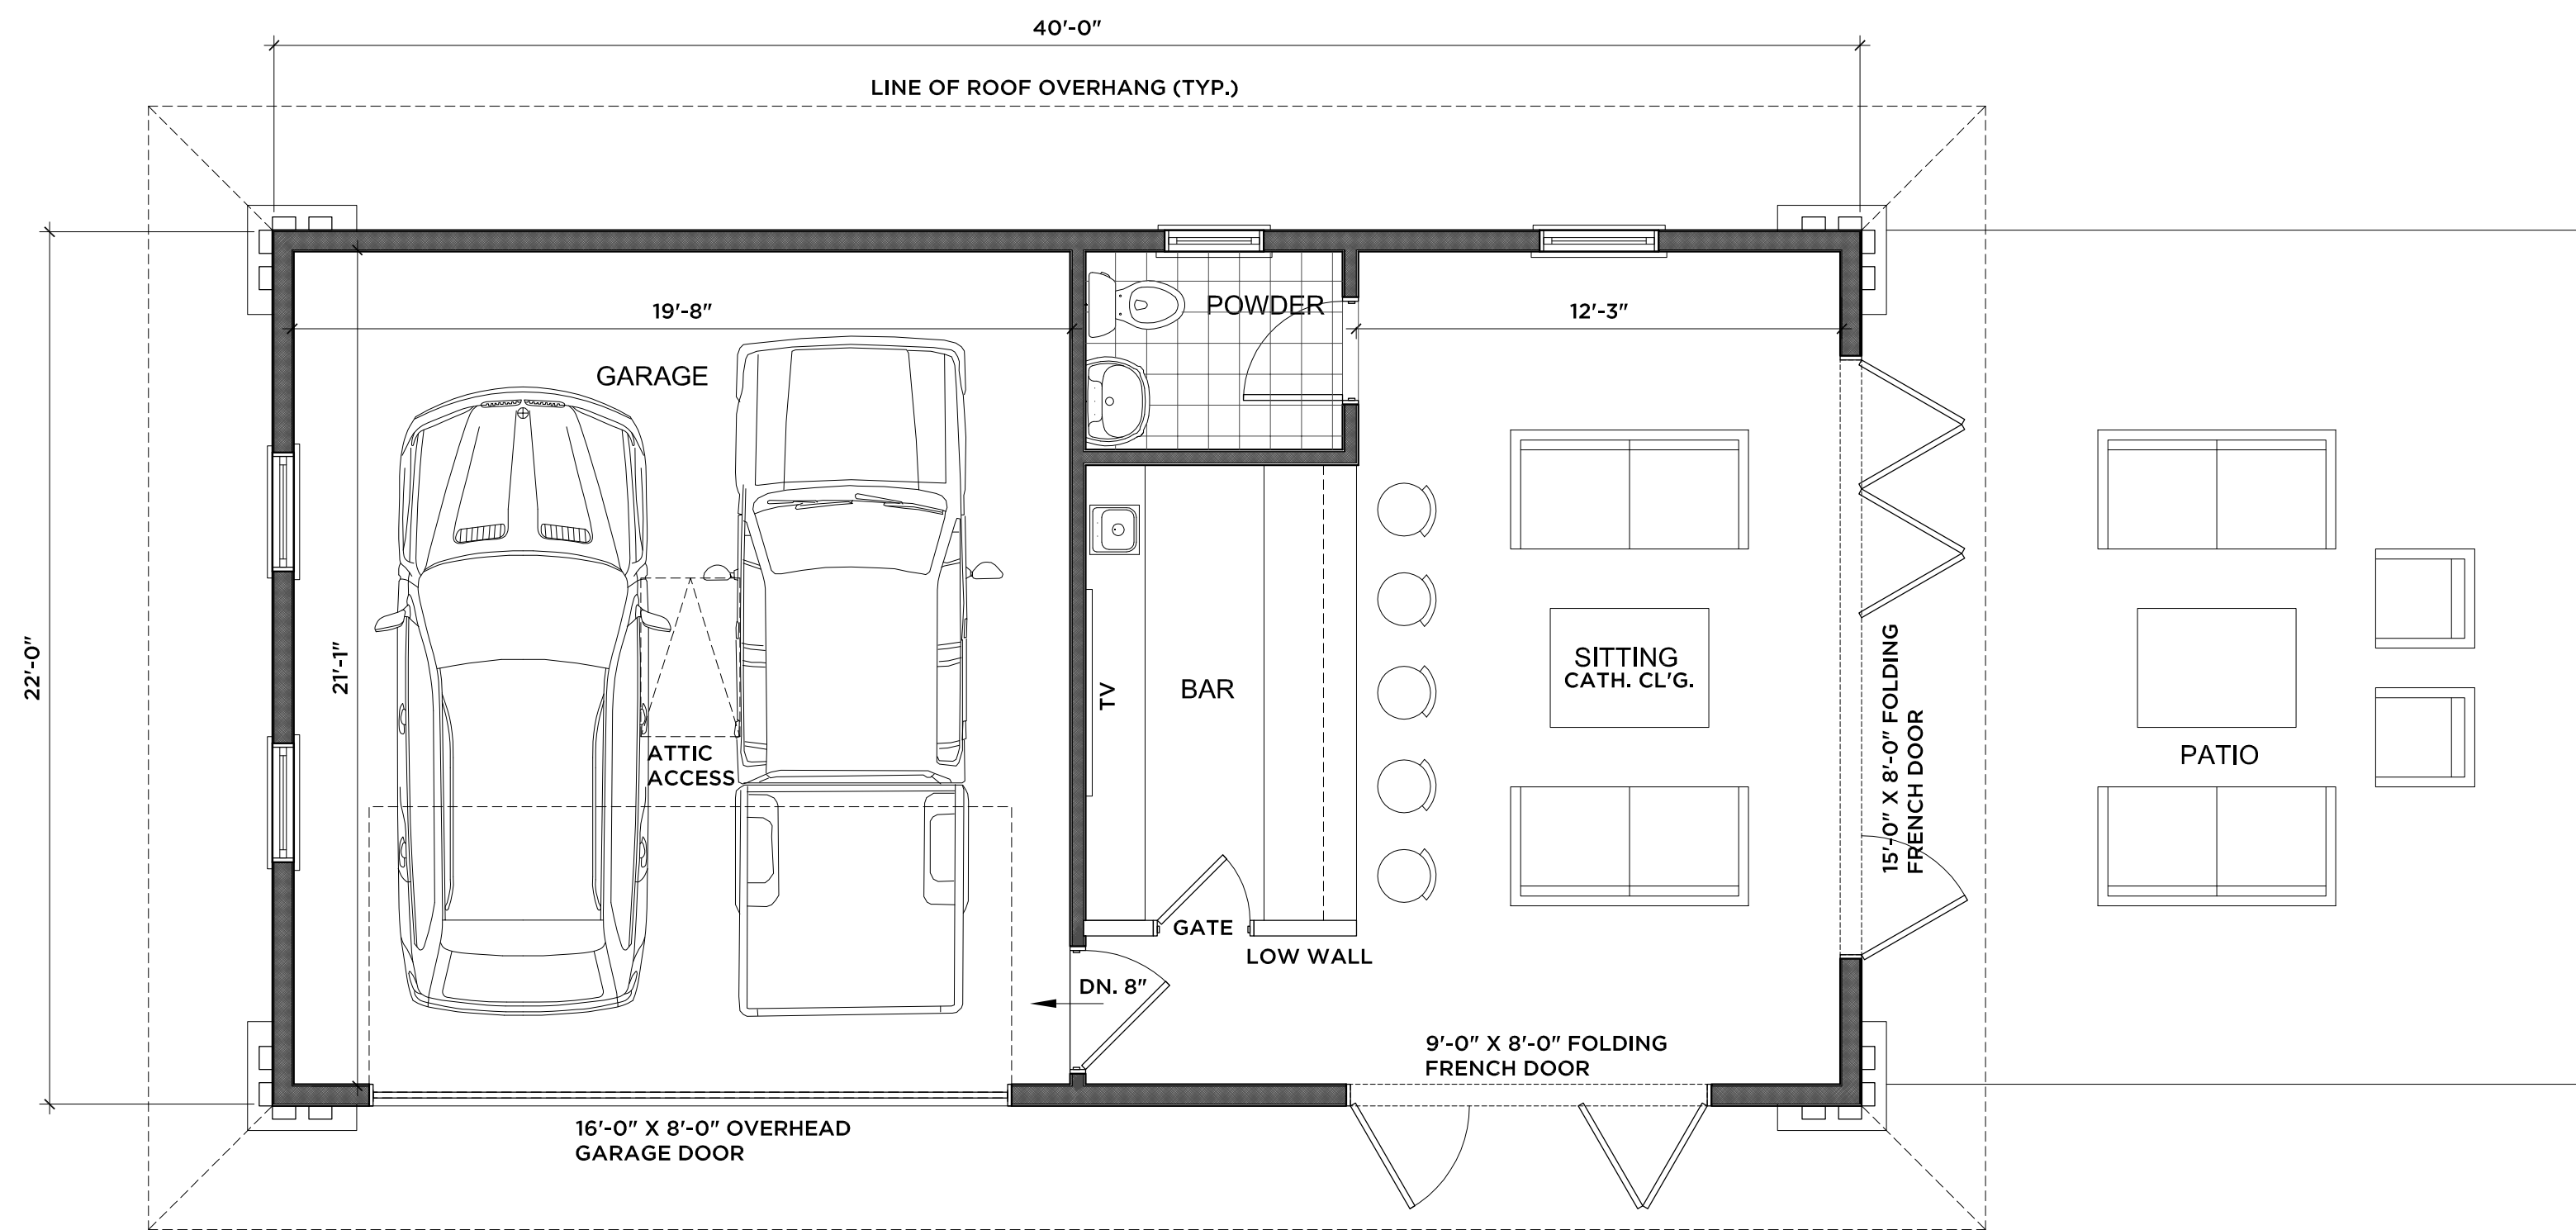 40'-0"
LINE OF ROOF OVERHANG (TYP.)
19'-8"
POWDER
12'-3"
GARAGE
22'-0"
21'-1"
ATTIC
ACCESS
TV
BAR
SITTING
CATH. CL'G.
15'-0" X 8'-0" FOLDING
FRENCH DOOR
PATIO
GATE
LOW WALL
DN. 8"
9'-0" X 8'-0" FOLDING
FRENCH DOOR
16'-0" X 8'-0" OVERHEAD
GARAGE DOOR